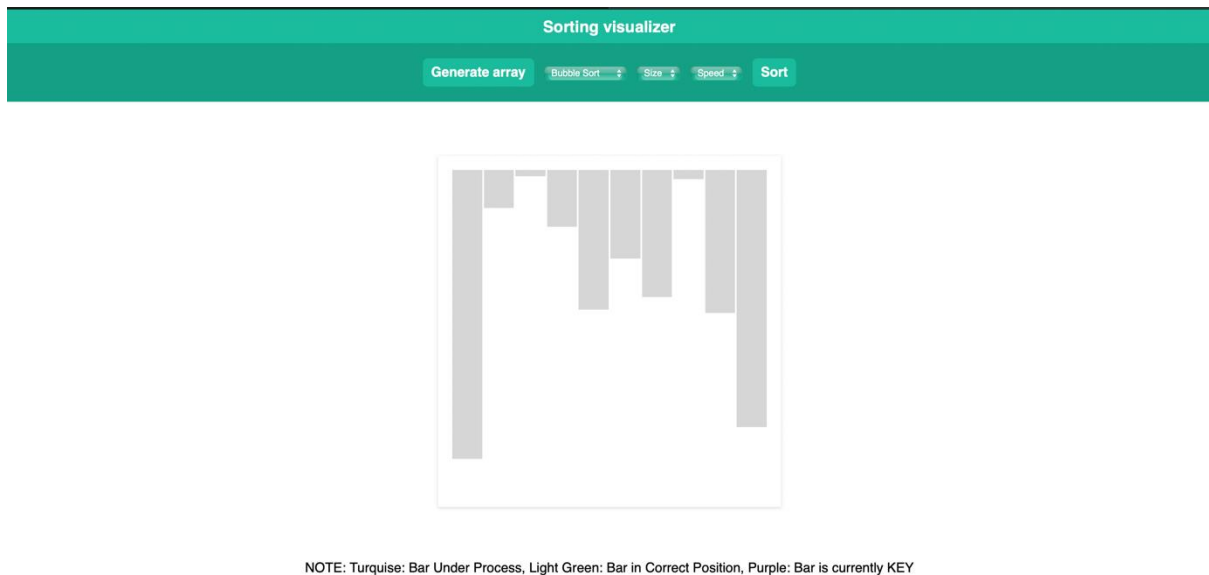 Sorting visualizer
Generate array Bubble Sort Size Speed Sort
NOTE: Turquise: Bar Under Process, Light Green: Bar in Correct Position, Purple: Bar is currently KEY